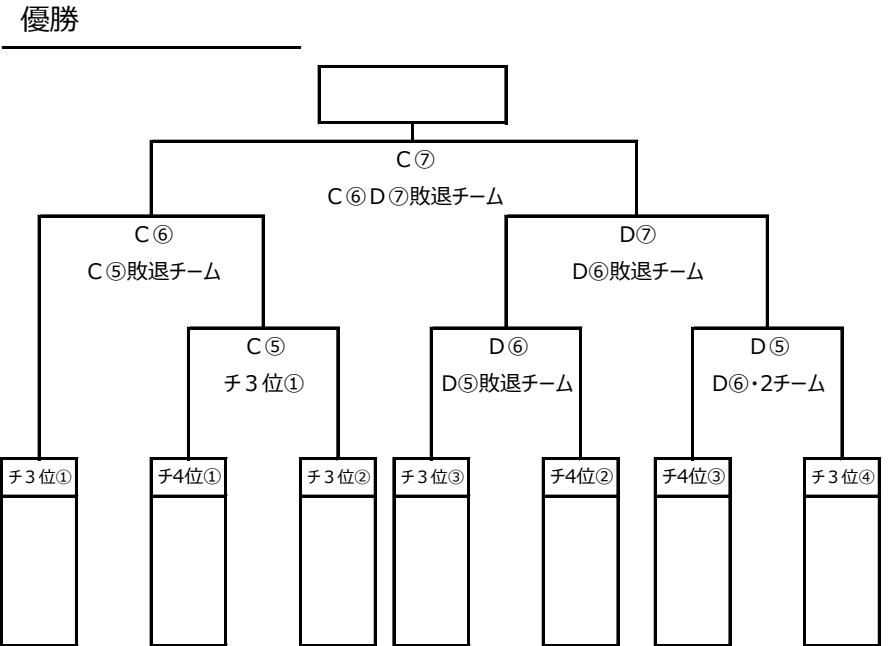 優勝
C⑦
C⑥D⑦敗退チーム
C⑥
D⑦
C⑤敗退チーム
D⑥敗退チーム
C⑤
D⑥
D⑤
チ3位①
D⑤敗退チーム
D⑥・2チーム
チ3位①
チ4位①
チ3位②
チ3位③
チ4位②
チ4位③
チ3位④